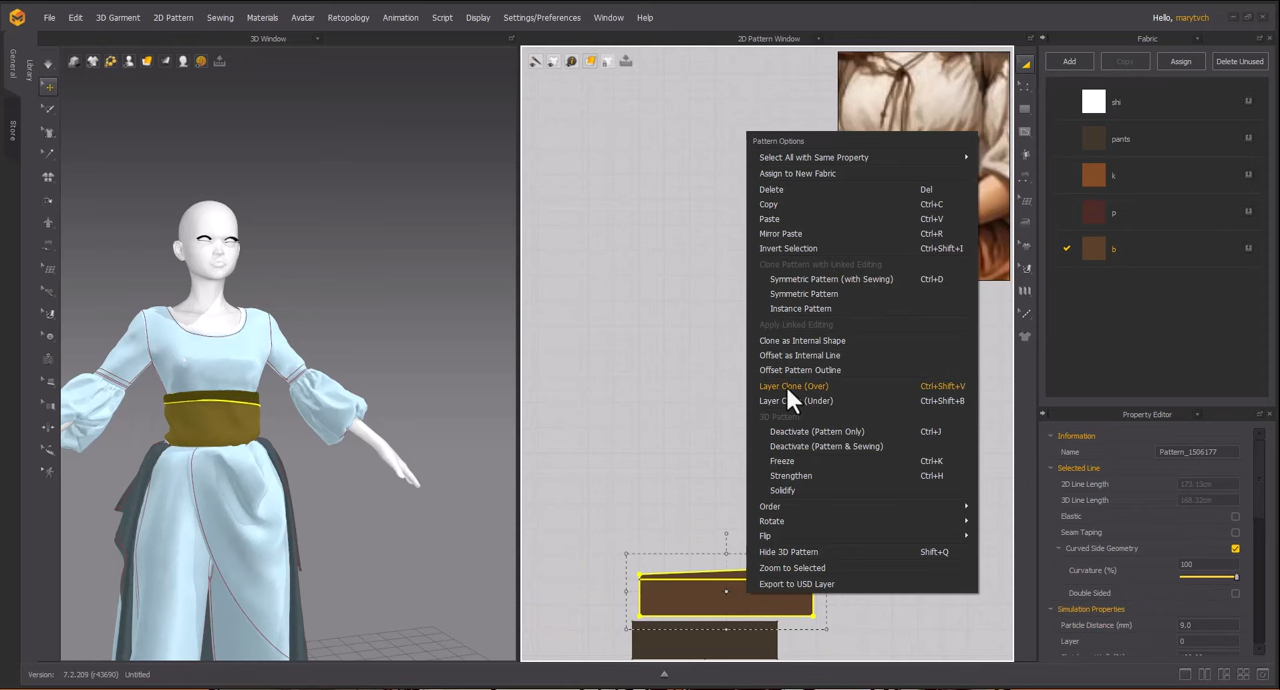 File Edit 3D Garment 2D Pattern Sewing Materials Avatar Retopology Animation Script Display Settings/Preferences Window Help Hello, marytvch
3D Window 2D Pattern Window Fabric
General
Library
Store
Add Copy Assign Delete Unused
shi
pants
k
p
b
Pattern Options
Select All with Same Property
Assign to New Fabric
Delete Del
Copy Ctrl+C
Paste Ctrl+V
Mirror Paste Ctrl+R
Invert Selection Ctrl+Shift+I
Clone Pattern with Linked Editing
Symmetric Pattern (with Sewing) Ctrl+D
Symmetric Pattern
Instance Pattern
Apply Linked Editing
Clone as Internal Shape
Offset as Internal Line
Offset Pattern Outline
Layer Clone (Over) Ctrl+Shift+V
Layer (Under) Ctrl+Shift+B
3D Pattern
Deactivate (Pattern Only) Ctrl+J
Deactivate (Pattern & Sewing)
Freeze Ctrl+K
Strengthen Ctrl+H
Solidify
Order
Rotate
Flip
Hide 3D Pattern Shift+Q
Zoom to Selected
Export to USD Layer
Property Editor
Information
Name Pattern_1506177
Selected Line
2D Line Length 173.13cm
3D Line Length 168.32cm
Elastic
Seam Taping
Curved Side Geometry
Curvature (%) 100
Double Sided
Simulation Properties
Particle Distance (mm) 9.0
Layer 0
Version: 7.2.209 (r43690) Untitled